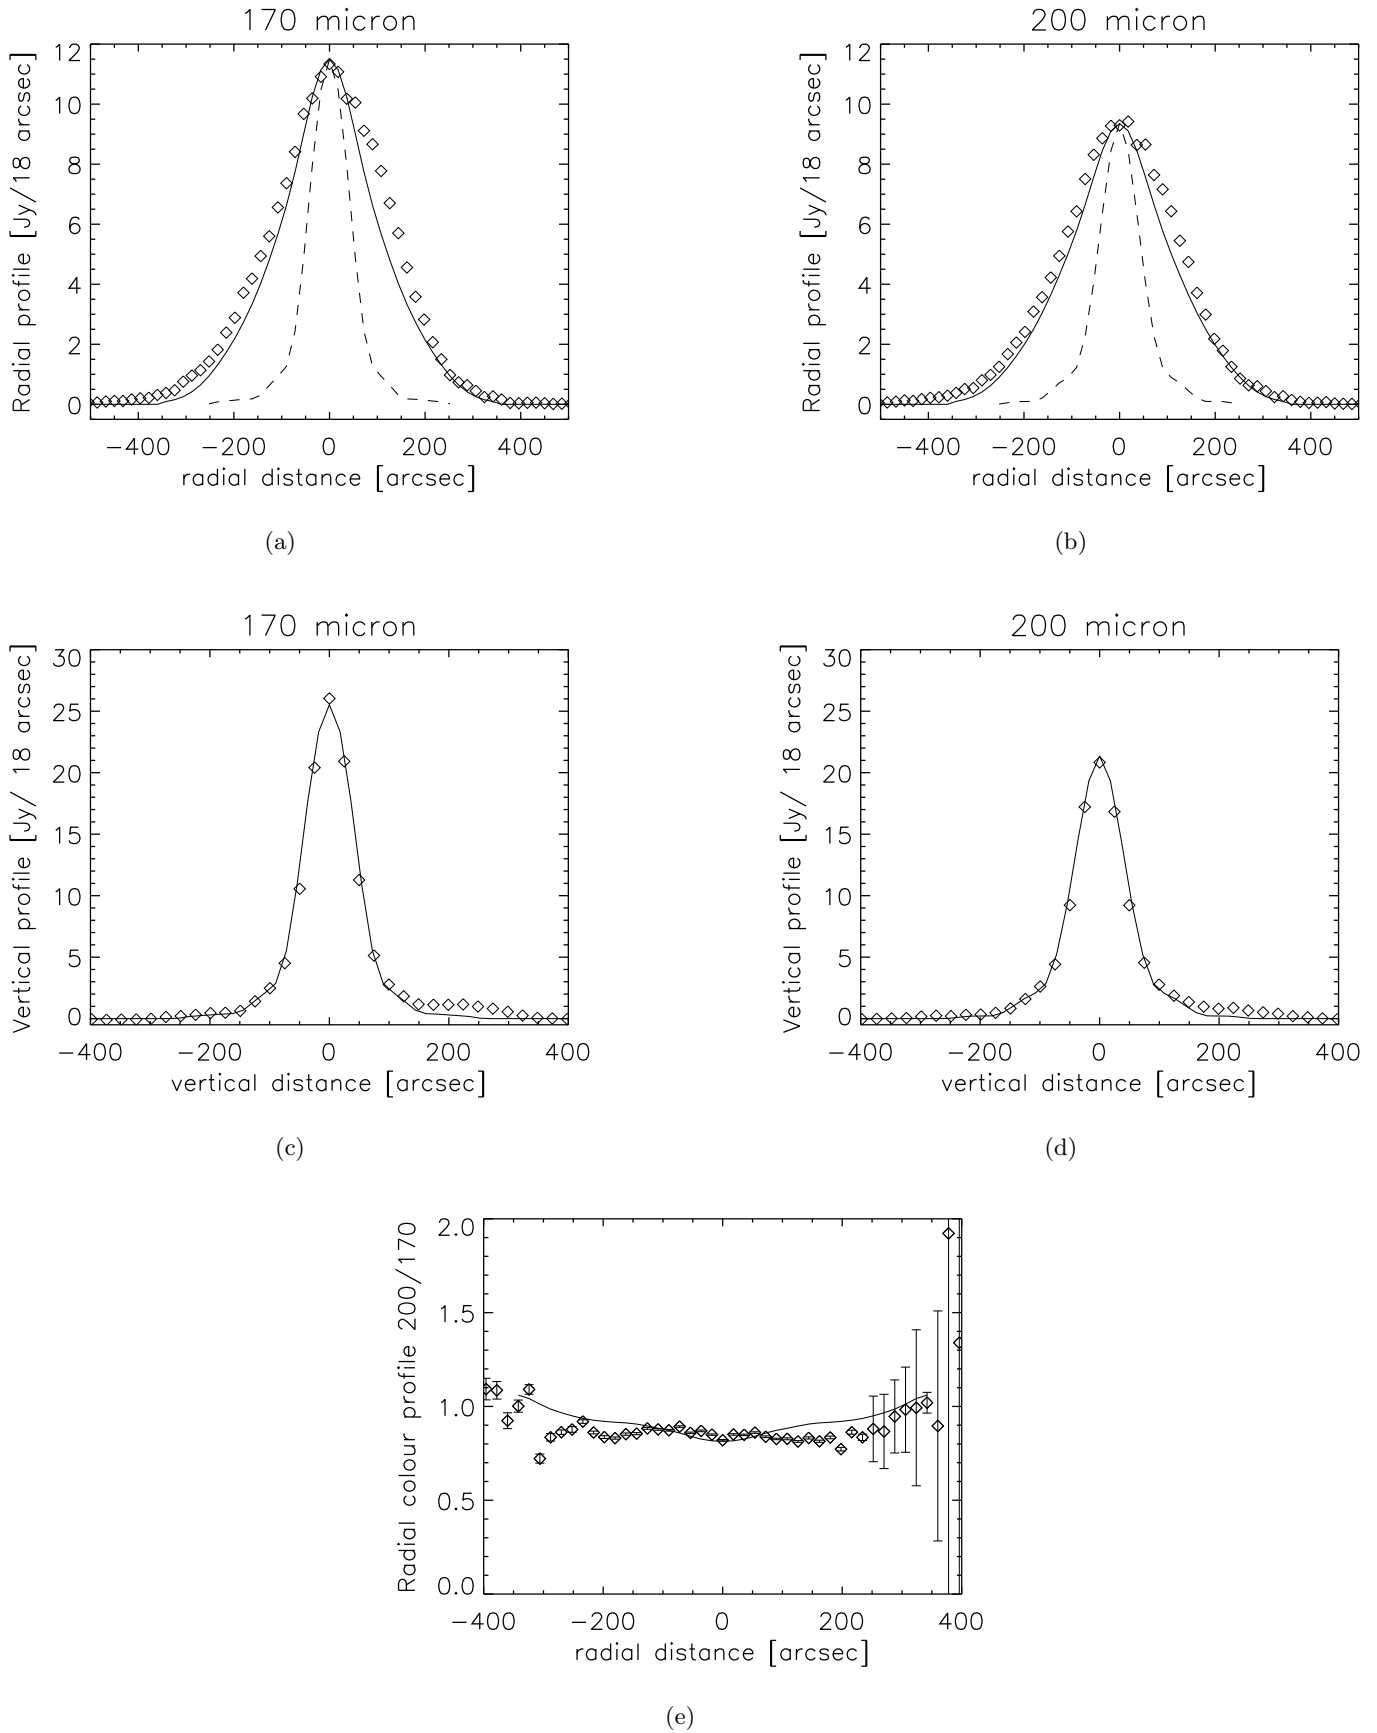 170 micron
Radial profile [Jy/18 arcsec]
12
10
8
6
4
2
0
−400 −200 0 200 400
radial distance [arcsec]
(a)
200 micron
Radial profile [Jy/18 arcsec]
12
10
8
6
4
2
0
−400 −200 0 200 400
radial distance [arcsec]
(b)
170 micron
Vertical profile [Jy/ 18 arcsec]
30
25
20
15
10
5
0
−400 −200 0 200 400
vertical distance [arcsec]
(c)
200 micron
Vertical profile [Jy/ 18 arcsec]
30
25
20
15
10
5
0
−400 −200 0 200 400
vertical distance [arcsec]
(d)
Radial colour profile 200/170
2.0
1.5
1.0
0.5
0.0
−400 −200 0 200 400
radial distance [arcsec]
(e)